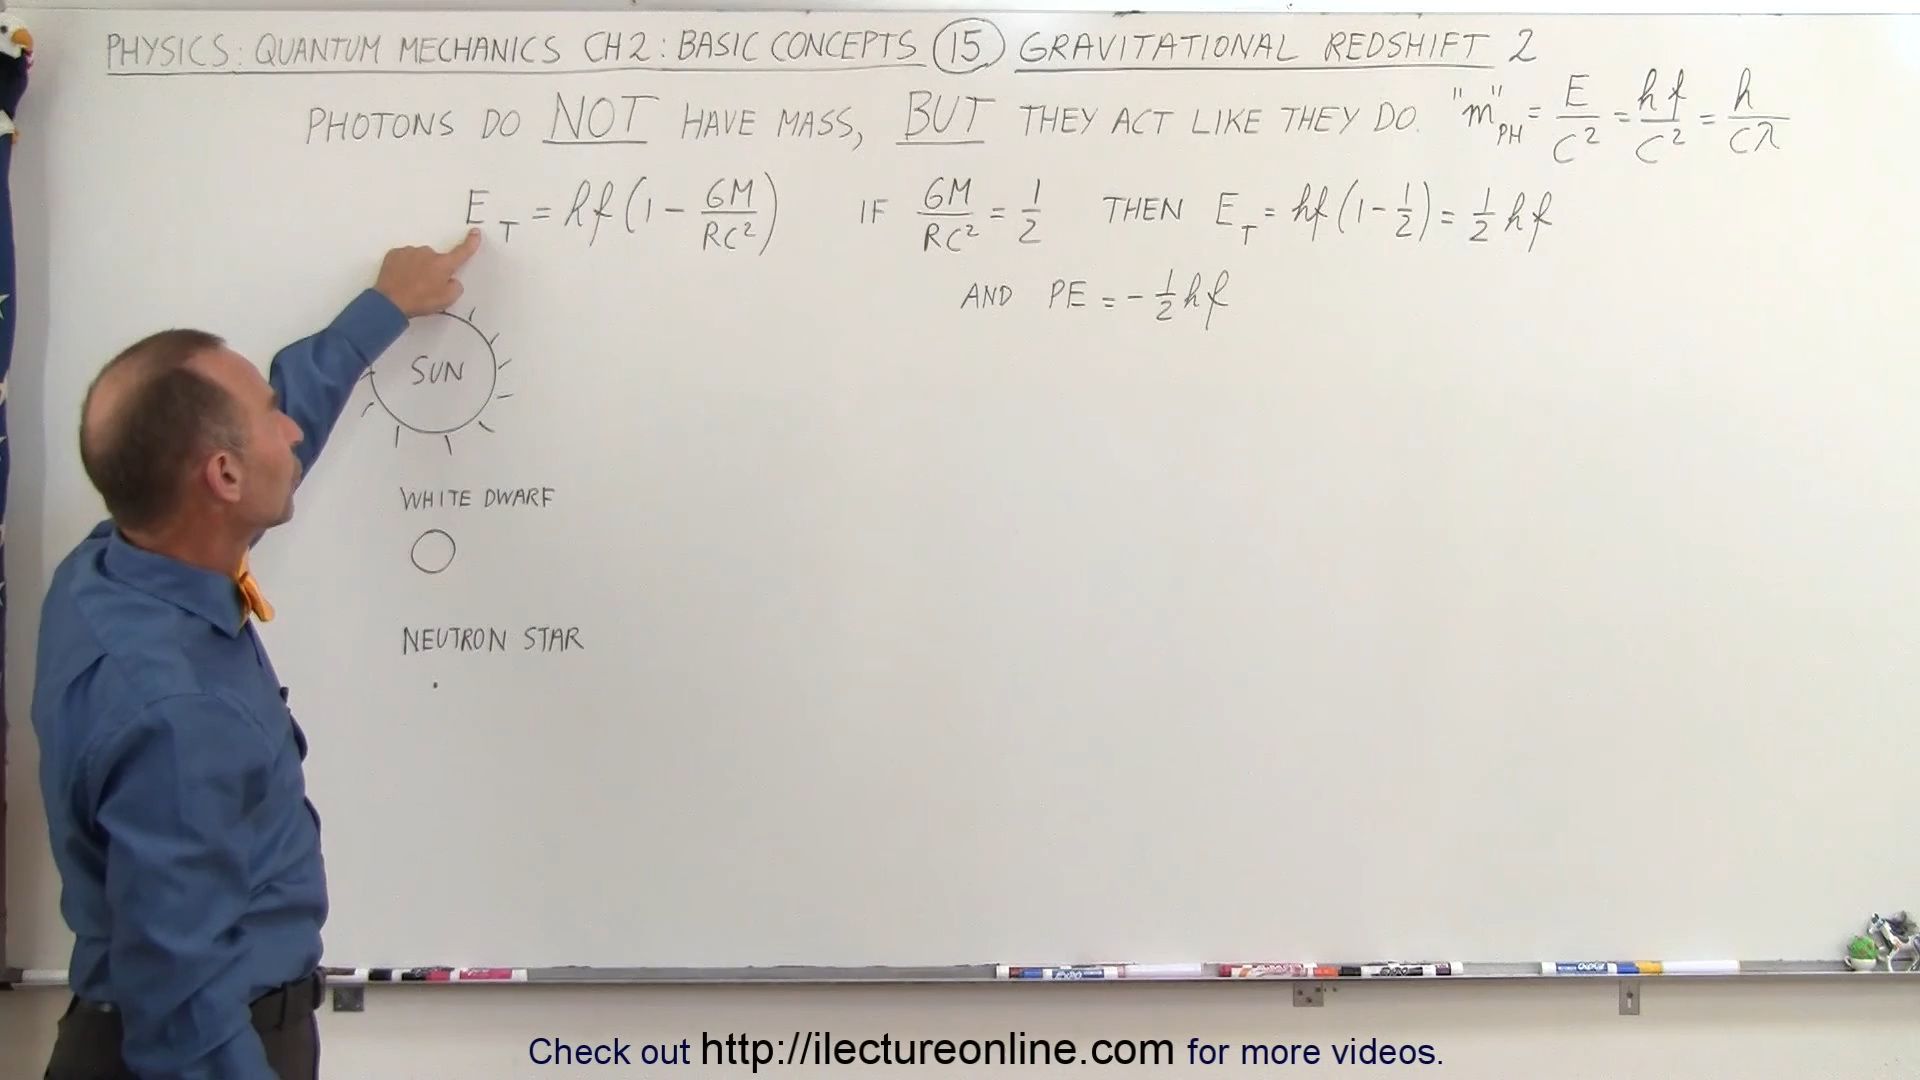 PHYSICS: QUANTUM MECHANICS CH2: BASIC CONCEPTS 15 GRAVITATIONAL REDSHIFT 2
PHOTONS DO NOT HAVE MASS, BUT THEY ACT LIKE THEY DO. "m"_PH = E/C² = hf/C² = h/Cλ
E_T = hf(1 - GM/RC²) IF GM/RC² = 1/2 THEN E_T = hf(1 - 1/2) = 1/2 hf
AND PE = - 1/2 hf
SUN
WHITE DWARF
NEUTRON STAR
EXPO
EXPO
Check out http://ilectureonline.com for more videos.